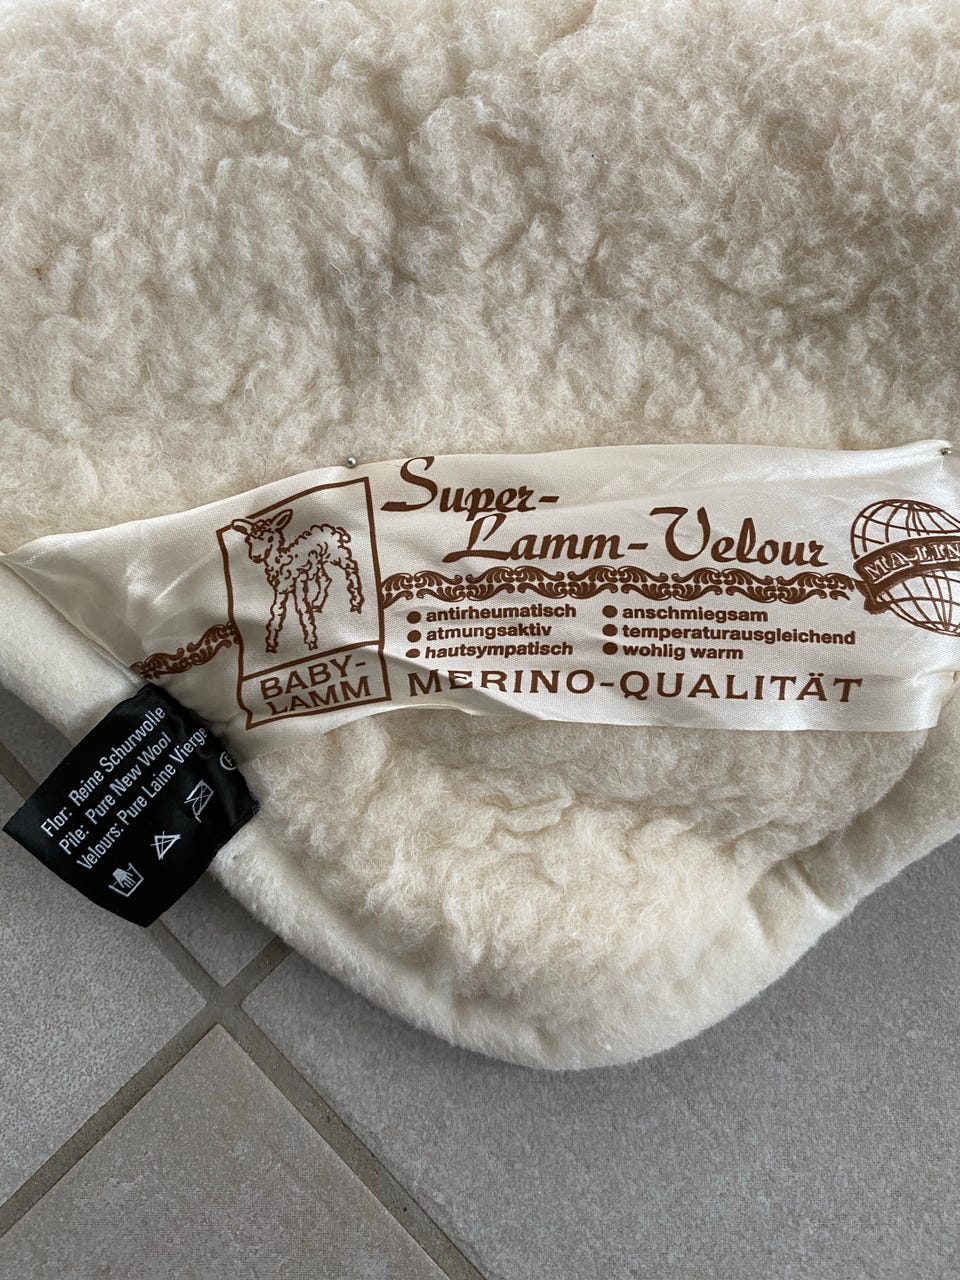 Super-
Lamm-Velour
antirheumatisch
atmungsaktiv
hautsympatisch
anschmiegsam
temperaturausgleichend
wohlig warm
MERINO-QUALITÄT
BABY-
LAMM
Flor: Reine Schurwolle
Pile: Pure New Wool
Velours: Pure Laine Vierge